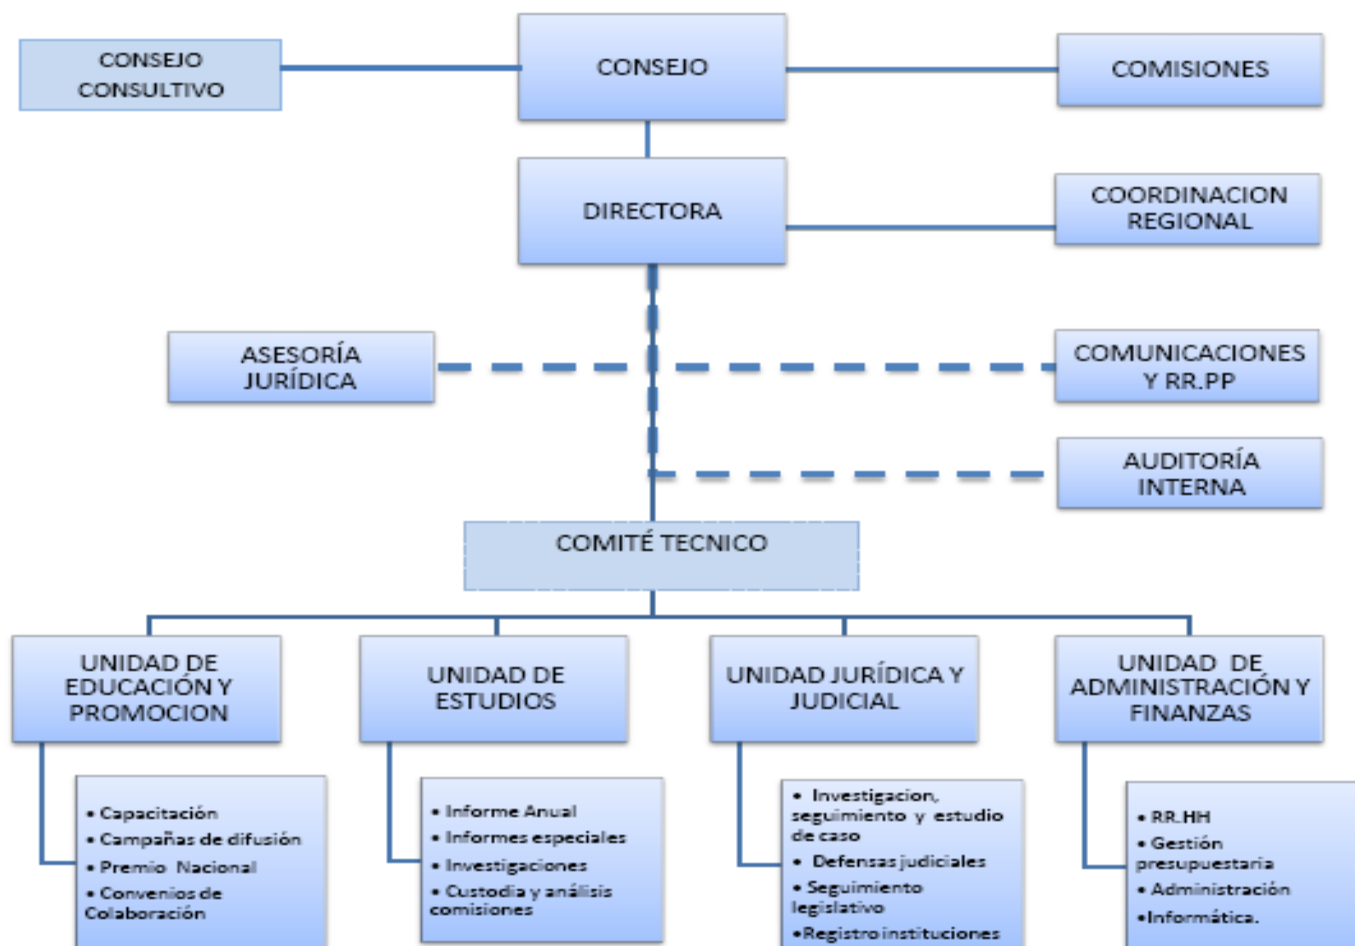 CONSEJO
CONSULTIVO
CONSEJO
COMISIONES
DIRECTORA
COORDINACION
REGIONAL
ASESORÍA
JURÍDICA
COMUNICACIONES
Y RR.PP
AUDITORÍA
INTERNA
COMITÉ TECNICO
UNIDAD DE
EDUCACIÓN Y
PROMOCION
UNIDAD DE
ESTUDIOS
UNIDAD JURÍDICA Y
JUDICIAL
UNIDAD DE
ADMINISTRACIÓN Y
FINANZAS
• Capacitación
• Campañas de difusión
• Premio Nacional
• Convenios de
Colaboración
• Informe Anual
• Informes especiales
• Investigaciones
• Custodia y análisis
comisiones
• Investigacion,
seguimiento y estudio
de caso
• Defensas judiciales
• Seguimiento
legislativo
•Registro instituciones
• RR.HH
• Gestión
presupuestaria
• Administración
•Informática.